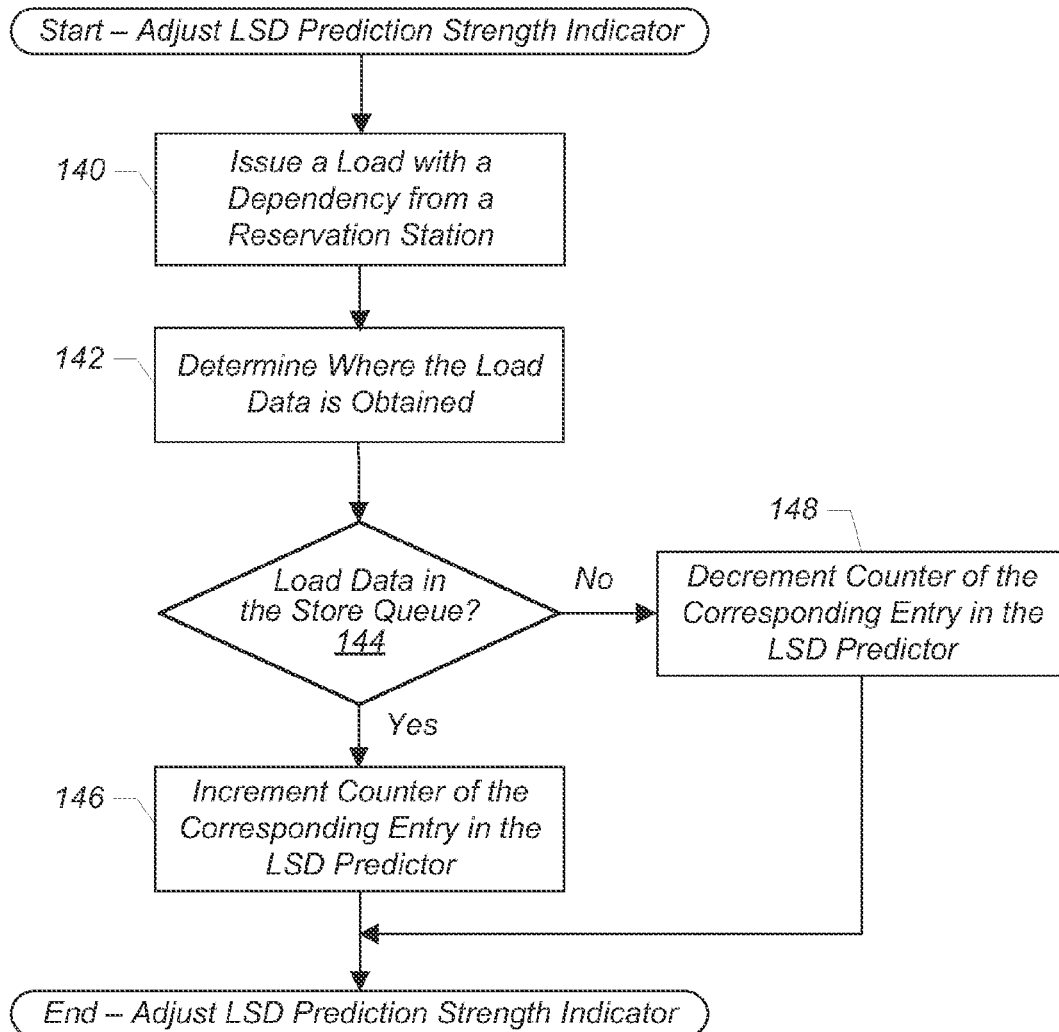 Start – Adjust LSD Prediction Strength Indicator
140
Issue a Load with a
Dependency from a
Reservation Station
142
Determine Where the Load
Data is Obtained
Load Data in
the Store Queue?
144
No
148
Decrement Counter of the
Corresponding Entry in the
LSD Predictor
Yes
146
Increment Counter of the
Corresponding Entry in the
LSD Predictor
End – Adjust LSD Prediction Strength Indicator